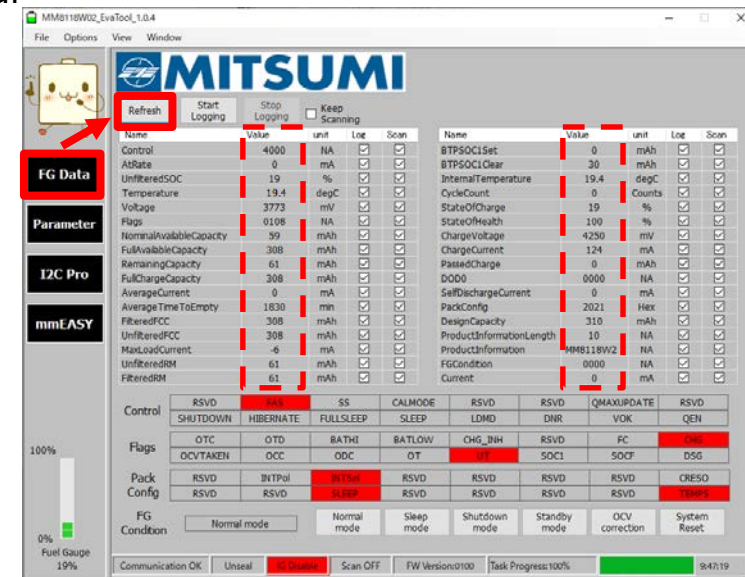 MM8118W02_EvaTool_1.0.4
File Options View Window
MITSUMI
Refresh
Start Logging
Stop Logging
Keep Scanning
FG Data
Parameter
I2C Pro
mmEASY
100%
0%
Fuel Gauge
19%
Name Value unit Log Scan
Control 4000 NA
AtRate 0 mA
UnfilteredSOC 19 %
Temperature 19.4 degC
Voltage 3773 mV
Flags 0108 NA
NominalAvailableCapacity 59 mAh
FullAvailableCapacity 308 mAh
RemainingCapacity 61 mAh
FullChargeCapacity 308 mAh
AverageCurrent 0 mA
AverageTimeToEmpty 1830 min
FilteredFCC 308 mAh
UnfilteredFCC 308 mAh
MaxLoadCurrent -6 mA
UnfilteredRM 61 mAh
FilteredRM 61 mAh
Name Value unit Log Scan
BTPSOC1Set 0 mAh
BTPSOC1Clear 30 mAh
InternalTemperature 19.4 degC
CycleCount 0 Counts
StateOfCharge 19 %
StateOfHealth 100 %
ChargeVoltage 4250 mV
ChargeCurrent 124 mA
PassedCharge 0 mAh
DOD0 0000 NA
SelfDischargeCurrent 0 mA
PackConfig 2021 Hex
DesignCapacity 310 mAh
ProductInformationLength 10 NA
ProductInformation MM8118W2 NA
FGCondition 0000 NA
Current 0 mA
Control
RSVD FAS SS CALMODE RSVD RSVD QMAXUPDATE RSVD
SHUTDOWN HIBERNATE FULLSLEEP SLEEP LDMD DNR VOK QEN
Flags
OTC OTD BATHI BATLOW CHG_INH RSVD FC CHG
OCVTAKEN OCC ODC OT UT SOC1 SOCF DSG
Pack Config
RSVD INTPol INTSel RSVD RSVD RSVD RSVD CRESO
RSVD RSVD SLEEP RSVD RSVD RSVD RSVD TEMPS
FG Condition
Normal mode
Normal mode
Sleep mode
Shutdown mode
Standby mode
OCV correction
System Reset
Communication OK Unseal IG Disable Scan OFF FW Version:0100 Task Progress:100% 9:47:19